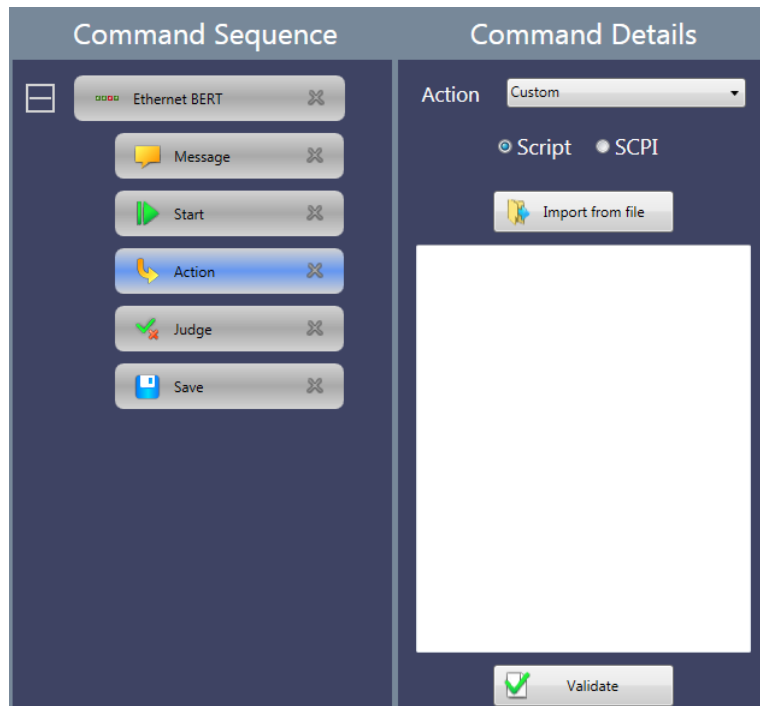 Command Sequence
Command Details
Ethernet BERT
Message
Start
Action
Judge
Save
Action
Custom
Script
SCPI
Import from file
Validate